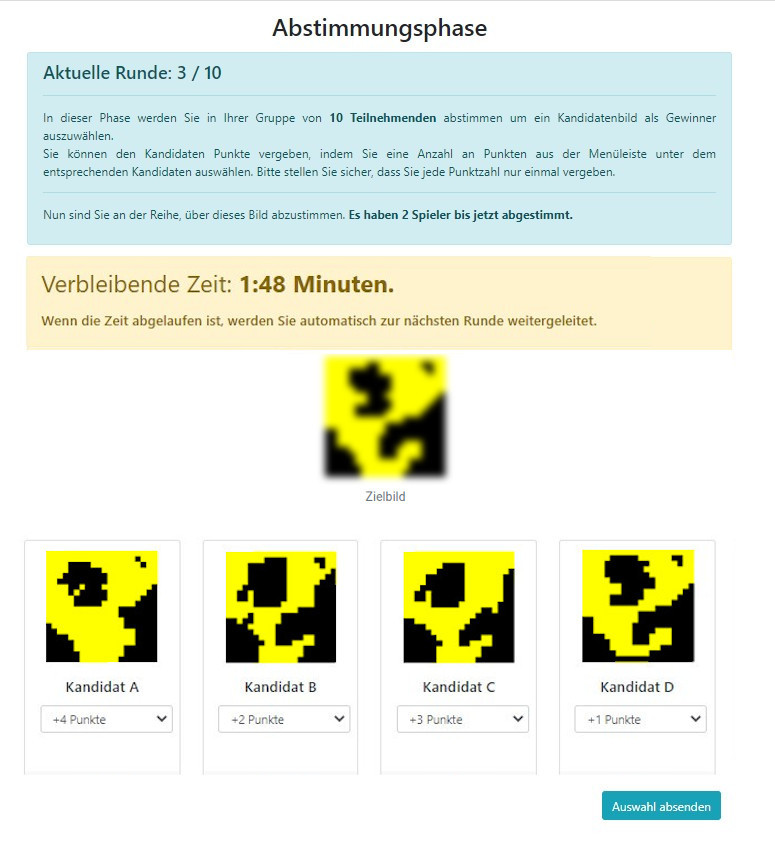 Abstimmungsphase
Aktuelle Runde: 3 / 10
In dieser Phase werden Sie in Ihrer Gruppe von 10 Teilnehmenden abstimmen um ein Kandidatenbild als Gewinner
auszuwählen.
Sie können den Kandidaten Punkte vergeben, indem Sie eine Anzahl an Punkten aus der Menüleiste unter dem
entsprechenden Kandidaten auswählen. Bitte stellen Sie sicher, dass Sie jede Punktzahl nur einmal vergeben.
Nun sind Sie an der Reihe, über dieses Bild abzustimmen. Es haben 2 Spieler bis jetzt abgestimmt.
Verbleibende Zeit: 1:48 Minuten.
Wenn die Zeit abgelaufen ist, werden Sie automatisch zur nächsten Runde weitergeleitet.
Zielbild
Kandidat A Kandidat B Kandidat C Kandidat D
+4 Punkte +2 Punkte +3 Punkte +1 Punkte
Auswahl absenden